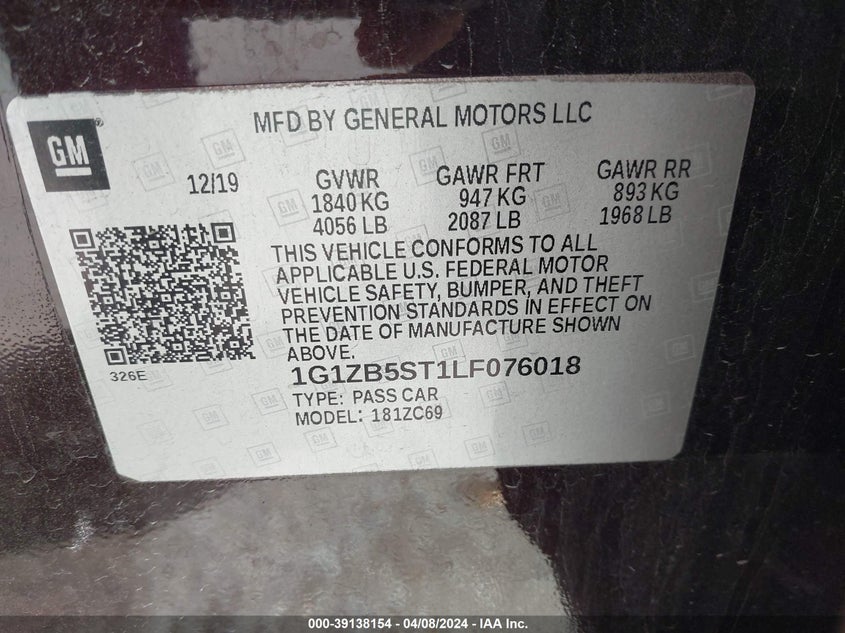 MFD BY GENERAL MOTORS LLC
GM
12/19
GVWR
1840 KG
4056 LB
GAWR FRT
947 KG
2087 LB
GAWR RR
893 KG
1968 LB
THIS VEHICLE CONFORMS TO ALL
APPLICABLE U.S. FEDERAL MOTOR
VEHICLE SAFETY, BUMPER, AND THEFT
PREVENTION STANDARDS IN EFFECT ON
THE DATE OF MANUFACTURE SHOWN
ABOVE.
326E
1G1ZB5ST1LF076018
TYPE: PASS CAR
MODEL: 181ZC69
000-39138154 - 04/08/2024 - IAA Inc.